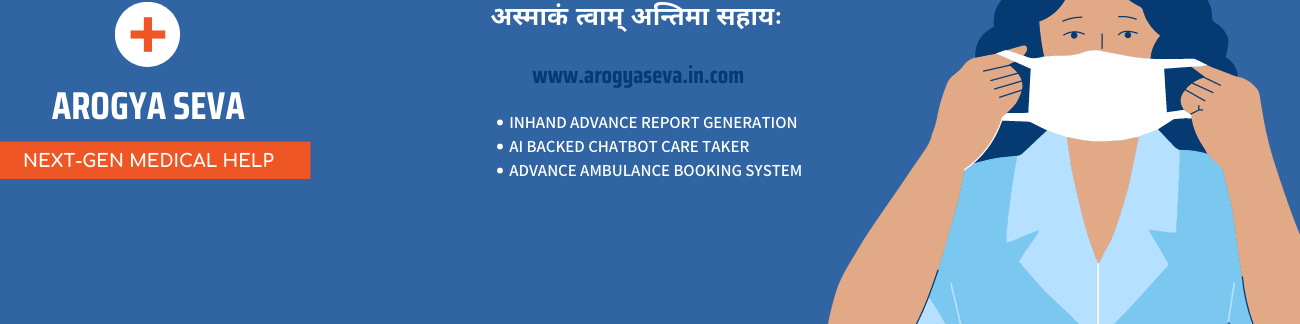 AROGYA SEVA
NEXT-GEN MEDICAL HELP
अस्माकं त्वाम् अन्तिमा सहायः
www.arogyaseva.in.com
• INHAND ADVANCE REPORT GENERATION
• AI BACKED CHATBOT CARE TAKER
• ADVANCE AMBULANCE BOOKING SYSTEM